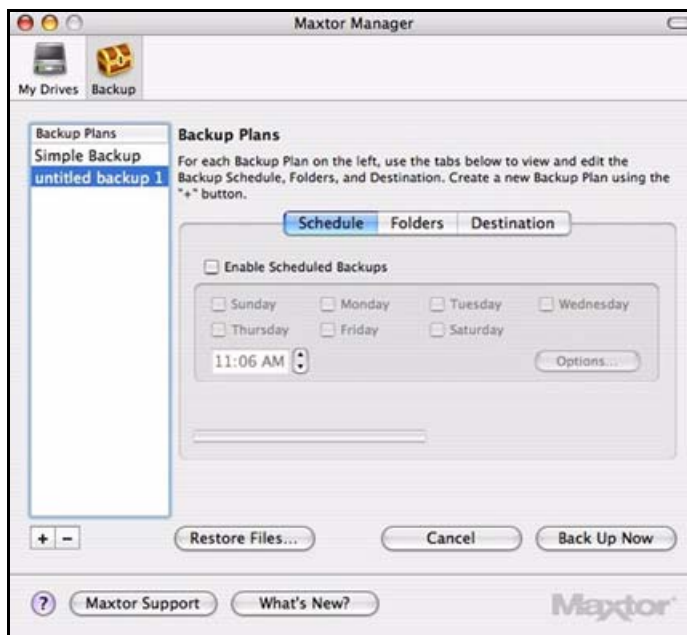 Maxtor Manager
My Drives
Backup
Backup Plans
Simple Backup
untitled backup 1
Backup Plans
For each Backup Plan on the left, use the tabs below to view and edit the
Backup Schedule, Folders, and Destination. Create a new Backup Plan using the
"+" button.
Schedule
Folders
Destination
Enable Scheduled Backups
Sunday
Monday
Tuesday
Wednesday
Thursday
Friday
Saturday
11:06 AM
Options...
+
−
Restore Files...
Cancel
Back Up Now
?
Maxtor Support
What's New?
Maxtor